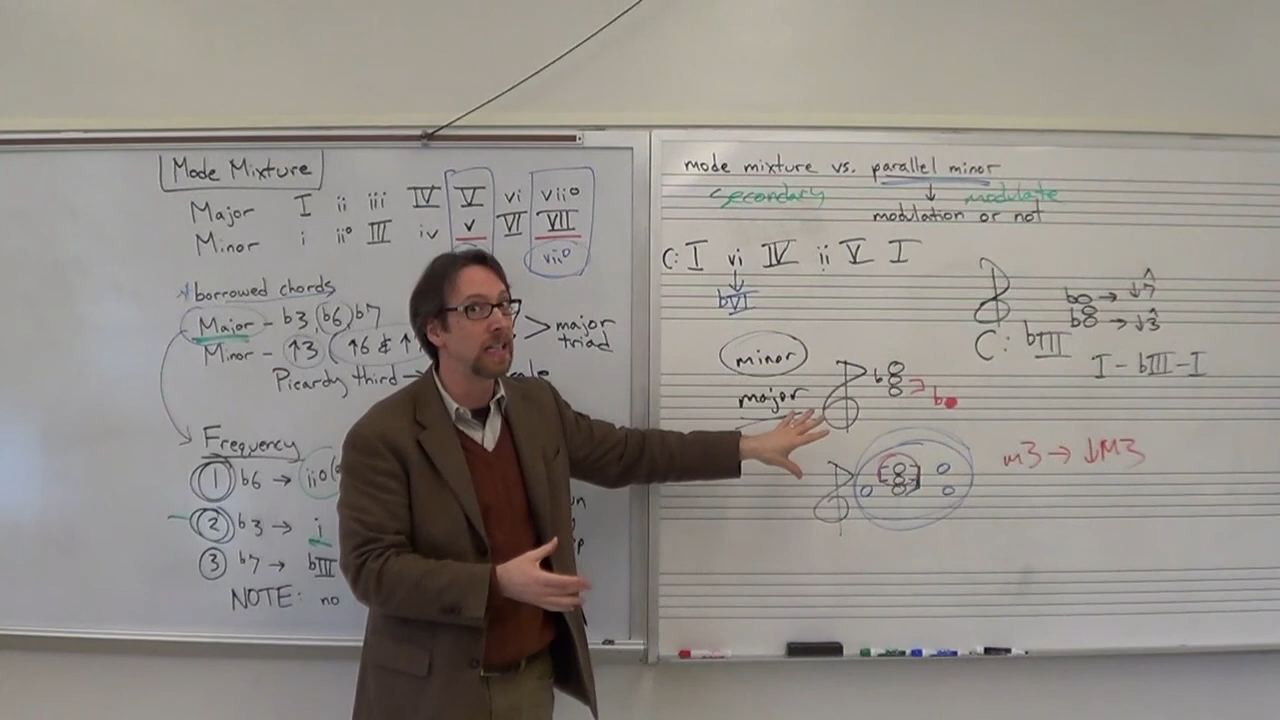 Mode Mixture
Major I ii iii IV V vi vii°
Minor i ii° III iv v VI VII
vii°
borrowed chords
Major - b3, b6, b7
Minor - ↑3 ↑6 & ↑
> major triad
Picardy third →
Frequency
① b6 → ii°
② b3 → i
③ b7 → bIII
NOTE: no
mode mixture vs. parallel minor
secondary ↓ modulate
modulation or not
C: I vi IV ii V I
↓
bVI
b → ↓7̂
b → ↓3̂
C: bIII
I - bIII - I
minor
major
b
b
m3 → ↓M3